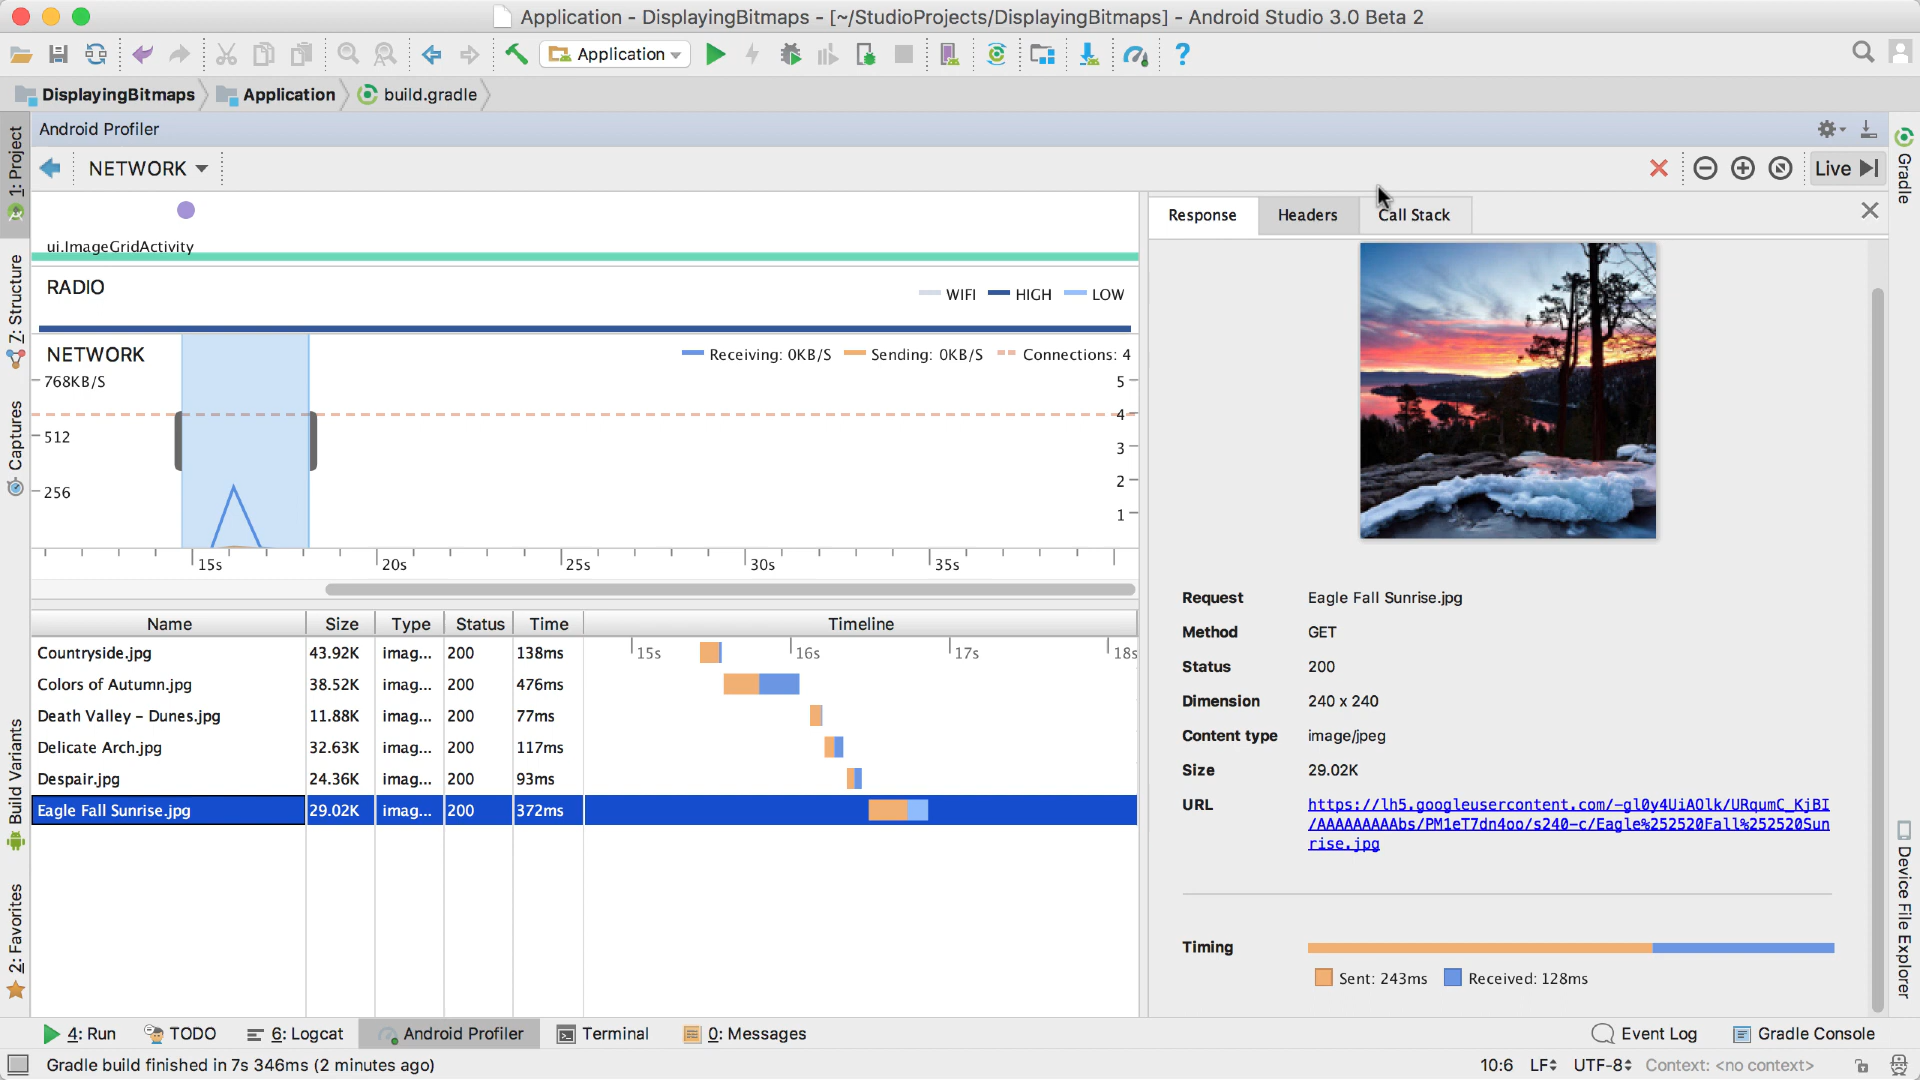 Application - DisplayingBitmaps - [~/StudioProjects/DisplayingBitmaps] - Android Studio 3.0 Beta 2
Application
?
DisplayingBitmaps
Application
build.gradle
Android Profiler
NETWORK
Live
1: Project
Z: Structure
Captures
Build Variants
2: Favorites
Gradle
Device File Explorer
ui.ImageGridActivity
RADIO
WIFI HIGH LOW
NETWORK
Receiving: 0KB/S Sending: 0KB/S Connections: 4
768KB/S
512
256
5
4
3
2
1
15s 20s 25s 30s 35s
Name Size Type Status Time Timeline
15s 16s 17s 18s
Countryside.jpg 43.92K imag... 200 138ms
Colors of Autumn.jpg 38.52K imag... 200 476ms
Death Valley - Dunes.jpg 11.88K imag... 200 77ms
Delicate Arch.jpg 32.63K imag... 200 117ms
Despair.jpg 24.36K imag... 200 93ms
Eagle Fall Sunrise.jpg 29.02K imag... 200 372ms
Response Headers Call Stack
Request Eagle Fall Sunrise.jpg
Method GET
Status 200
Dimension 240 x 240
Content type image/jpeg
Size 29.02K
URL https://lh5.googleusercontent.com/-gl0y4UiAOlk/URqumC_KjBI
/AAAAAAAAAbs/PM1eT7dn4oo/s240-c/Eagle%252520Fall%252520Sun
rise.jpg
Timing
Sent: 243ms Received: 128ms
4: Run TODO 6: Logcat Android Profiler Terminal 0: Messages Event Log Gradle Console
Gradle build finished in 7s 346ms (2 minutes ago) 10:6 LF UTF-8 Context: <no context>